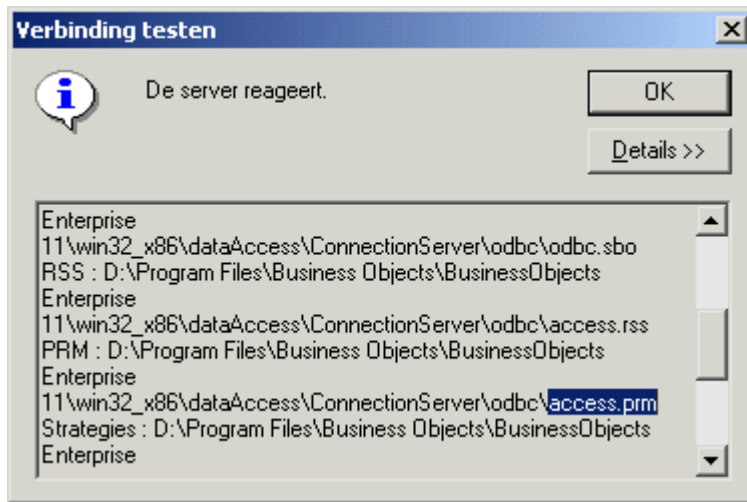 Verbinding testen
De server reageert.
OK
Details >>
Enterprise
11\win32_x86\dataAccess\ConnectionServer\odbc\odbc.sbo
RSS : D:\Program Files\Business Objects\BusinessObjects
Enterprise
11\win32_x86\dataAccess\ConnectionServer\odbc\access.rss
PRM : D:\Program Files\Business Objects\BusinessObjects
Enterprise
11\win32_x86\dataAccess\ConnectionServer\odbc\access.prm
Strategies : D:\Program Files\Business Objects\BusinessObjects
Enterprise